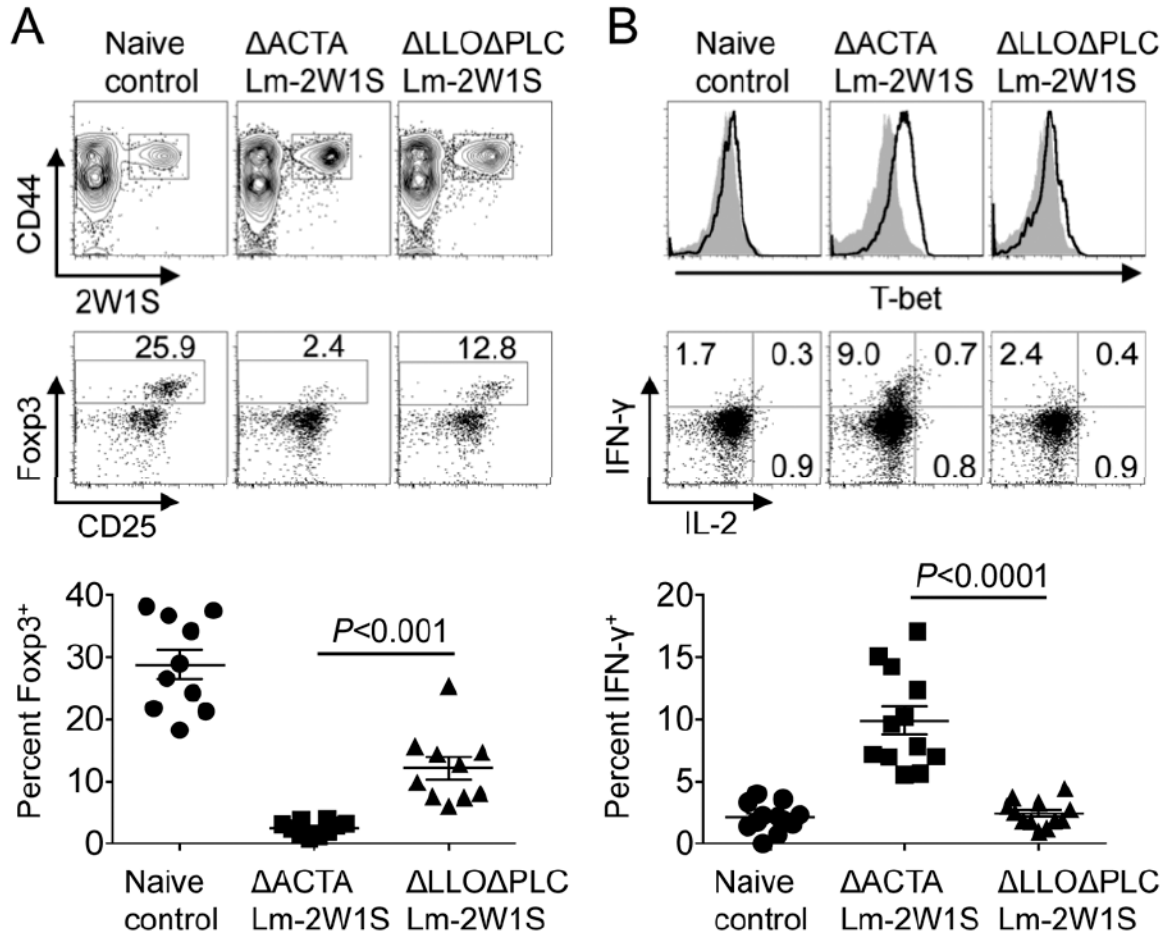 A
Naive
control
ΔACTA
Lm-2W1S
ΔLLOΔPLC
Lm-2W1S
CD44
2W1S
25.9
2.4
12.8
Foxp3
CD25
Percent Foxp3⁺
40
30
20
10
0
P<0.001
Naive
control
ΔACTA
Lm-2W1S
ΔLLOΔPLC
Lm-2W1S
B
Naive
control
ΔACTA
Lm-2W1S
ΔLLOΔPLC
Lm-2W1S
T-bet
1.7 0.3
0.9
9.0 0.7
0.8
2.4 0.4
0.9
IFN-γ
IL-2
Percent IFN-γ⁺
20
15
10
5
0
P<0.0001
Naive
control
ΔACTA
Lm-2W1S
ΔLLOΔPLC
Lm-2W1S